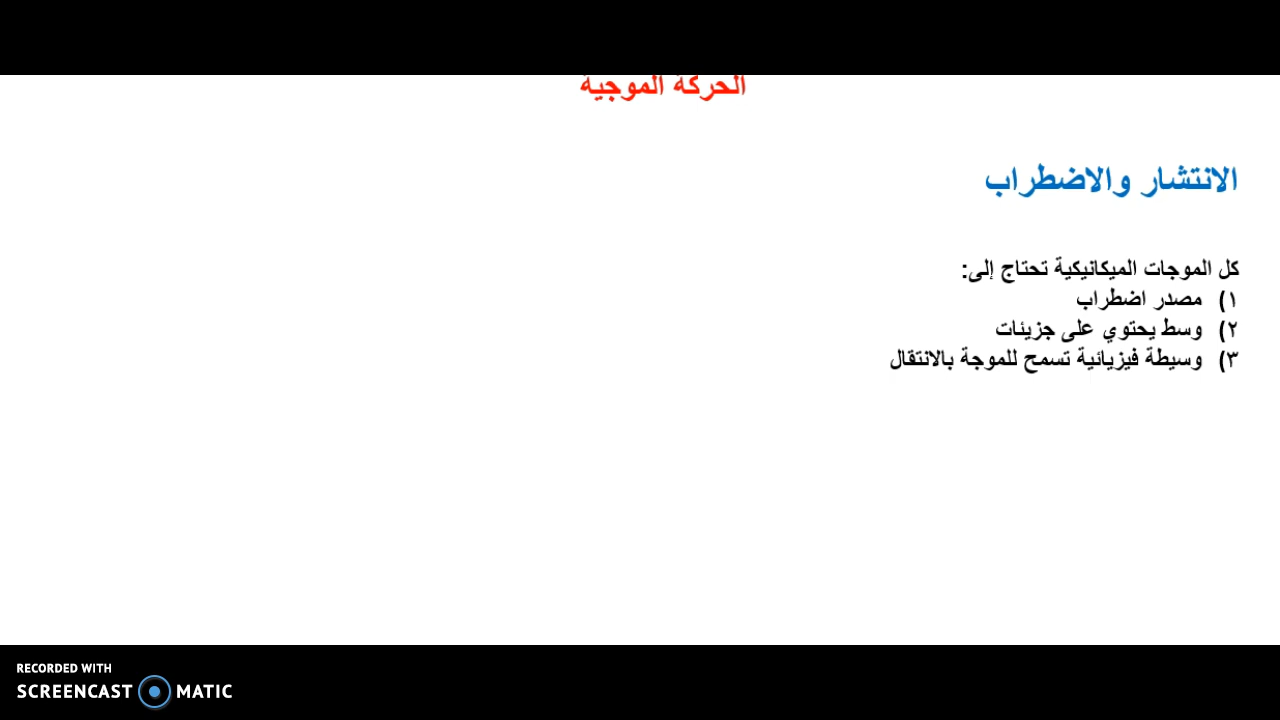 الحركة الموجية
الانتشار والاضطراب
كل الموجات الميكانيكية تحتاج إلى:
١) مصدر اضطراب
٢) وسط يحتوي على جزيئات
٣) وسيطة فيزيائية تسمح للموجة بالانتقال
RECORDED WITH
SCREENCAST MATIC